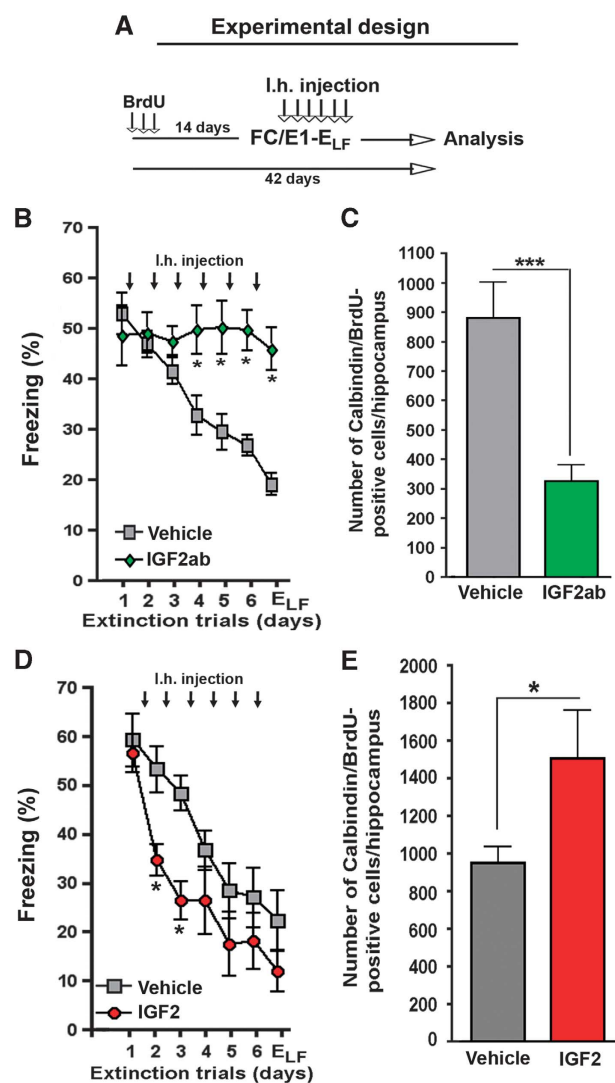 A
Experimental design
BrdU
I.h. injection
14 days
FC/E1-ELF
Analysis
42 days
B
70
60
50
40
30
20
10
0
I.h. injection
* * * *
Freezing (%)
Vehicle
IGF2ab
1 2 3 4 5 6 ELF
Extinction trials (days)
C
1100
1000
900
800
700
600
500
400
300
200
100
0
***
Number of Calbindin/BrdU-
positive cells/hippocampus
Vehicle IGF2ab
D
70
60
50
40
30
20
10
0
I.h. injection
* *
Freezing (%)
Vehicle
IGF2
1 2 3 4 5 6 ELF
Extinction trials (days)
E
2000
1800
1600
1400
1200
1000
800
600
400
200
0
*
Number of Calbindin/BrdU-
positive cells/hippocampus
Vehicle IGF2